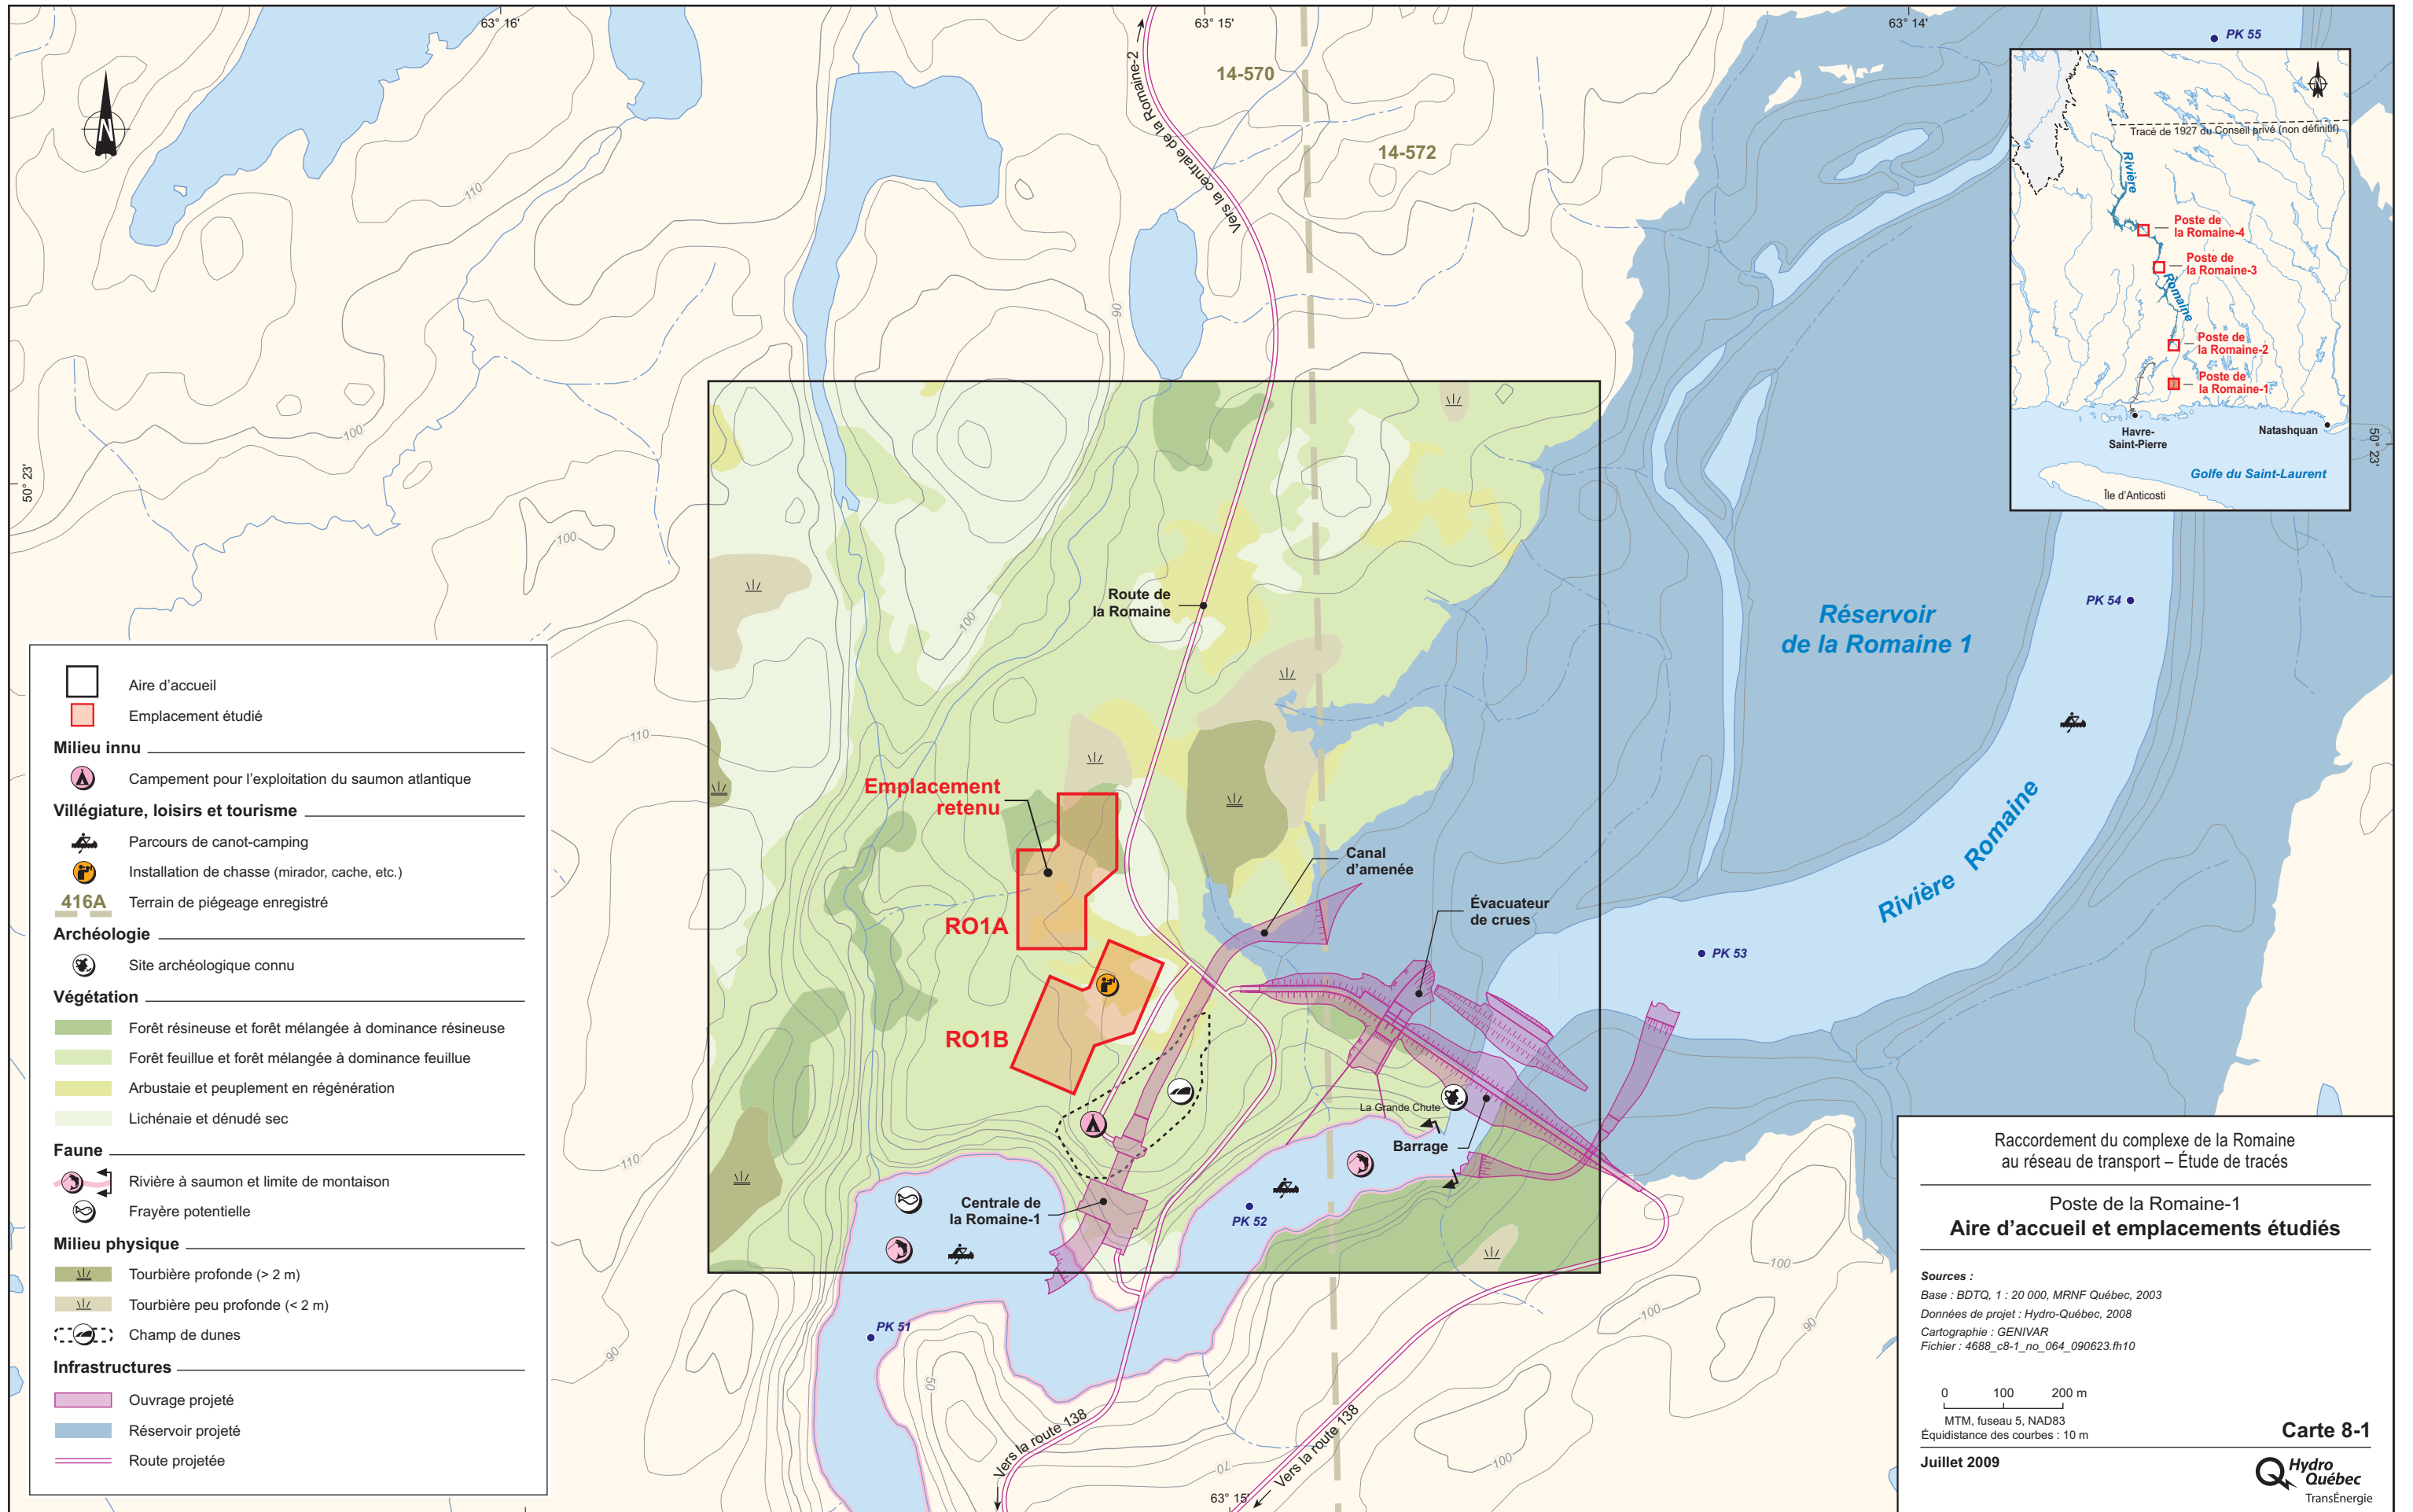 63° 16'
63° 15'
63° 14'
PK 55
14-570
14-572
Vers la centrale de la Romaine-2
N
110
90
100
50° 23'
100
100
110
110
90
50
70
100
100
100
90
50° 23'
Tracé de 1927 du Conseil privé (non définitif)
Rivière
Romaine
Poste de
la Romaine-4
Poste de
la Romaine-3
Poste de
la Romaine-2
Poste de
la Romaine-1
Havre-
Saint-Pierre
Natashquan
Golfe du Saint-Laurent
Île d'Anticosti
Route de
la Romaine
Réservoir
de la Romaine 1
PK 54
Rivière Romaine
PK 53
Emplacement
retenu
RO1A
RO1B
Canal
d'amenée
Évacuateur
de crues
La Grande Chute
Barrage
Centrale de
la Romaine-1
PK 52
PK 51
Vers la route 138
Vers la route 138
63° 15'
Aire d'accueil
Emplacement étudié
Milieu innu
Campement pour l'exploitation du saumon atlantique
Villégiature, loisirs et tourisme
Parcours de canot-camping
Installation de chasse (mirador, cache, etc.)
416A Terrain de piégeage enregistré
Archéologie
Site archéologique connu
Végétation
Forêt résineuse et forêt mélangée à dominance résineuse
Forêt feuillue et forêt mélangée à dominance feuillue
Arbustaie et peuplement en régénération
Lichénaie et dénudé sec
Faune
Rivière à saumon et limite de montaison
Frayère potentielle
Milieu physique
Tourbière profonde (> 2 m)
Tourbière peu profonde (< 2 m)
Champ de dunes
Infrastructures
Ouvrage projeté
Réservoir projeté
Route projetée
Raccordement du complexe de la Romaine
au réseau de transport – Étude de tracés
Poste de la Romaine-1
Aire d'accueil et emplacements étudiés
Sources :
Base : BDTQ, 1 : 20 000, MRNF Québec, 2003
Données de projet : Hydro-Québec, 2008
Cartographie : GENIVAR
Fichier : 4688_c8-1_no_064_090623.fh10
0 100 200 m
MTM, fuseau 5, NAD83
Équidistance des courbes : 10 m
Carte 8-1
Juillet 2009
Hydro
Québec
TransÉnergie